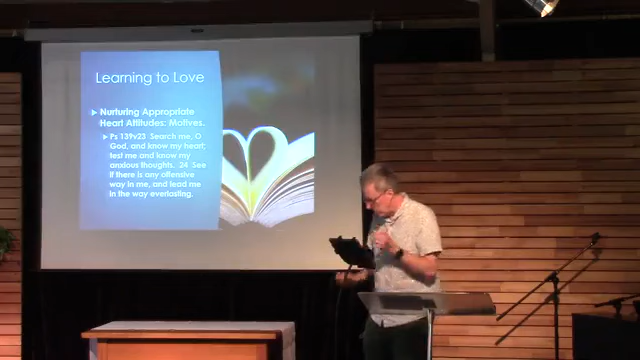 Learning to Love
Nurturing Appropriate
Heart Attitudes: Motives.
Ps 139v23 Search me, O
God, and know my heart;
test me and know my
anxious thoughts. 24 See
if there is any offensive
way in me, and lead me
in the way everlasting.